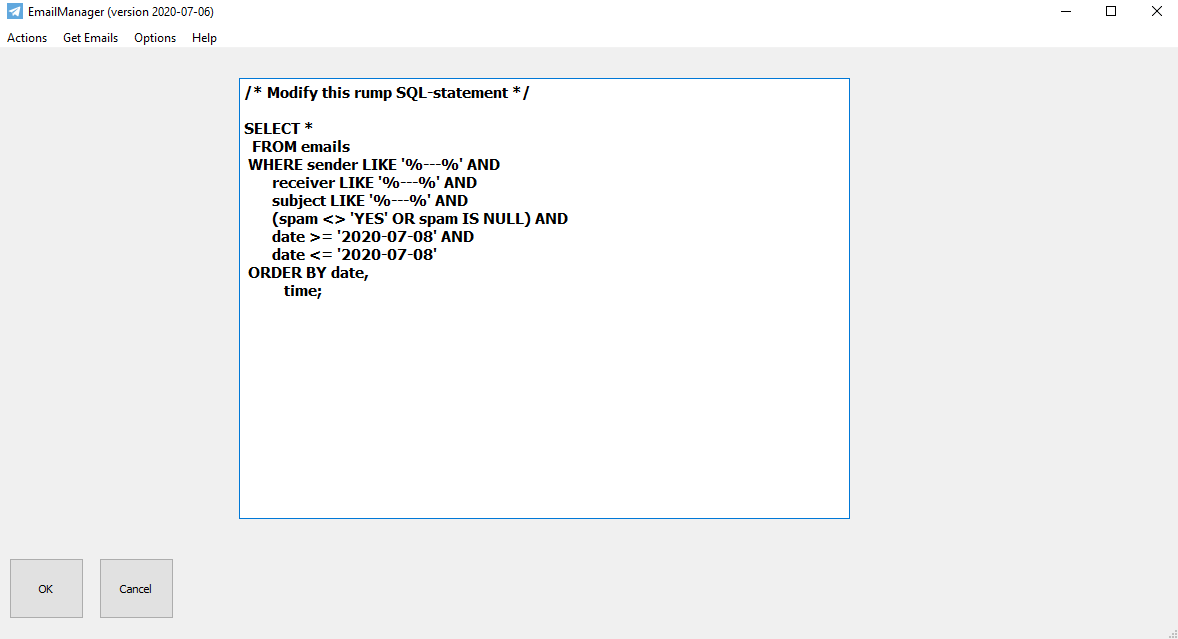 EmailManager (version 2020-07-06)
Actions Get Emails Options Help
/* Modify this rump SQL-statement */
SELECT *
FROM emails
WHERE sender LIKE '%---%' AND
receiver LIKE '%---%' AND
subject LIKE '%---%' AND
(spam <> 'YES' OR spam IS NULL) AND
date >= '2020-07-08' AND
date <= '2020-07-08'
ORDER BY date,
time;
OK Cancel